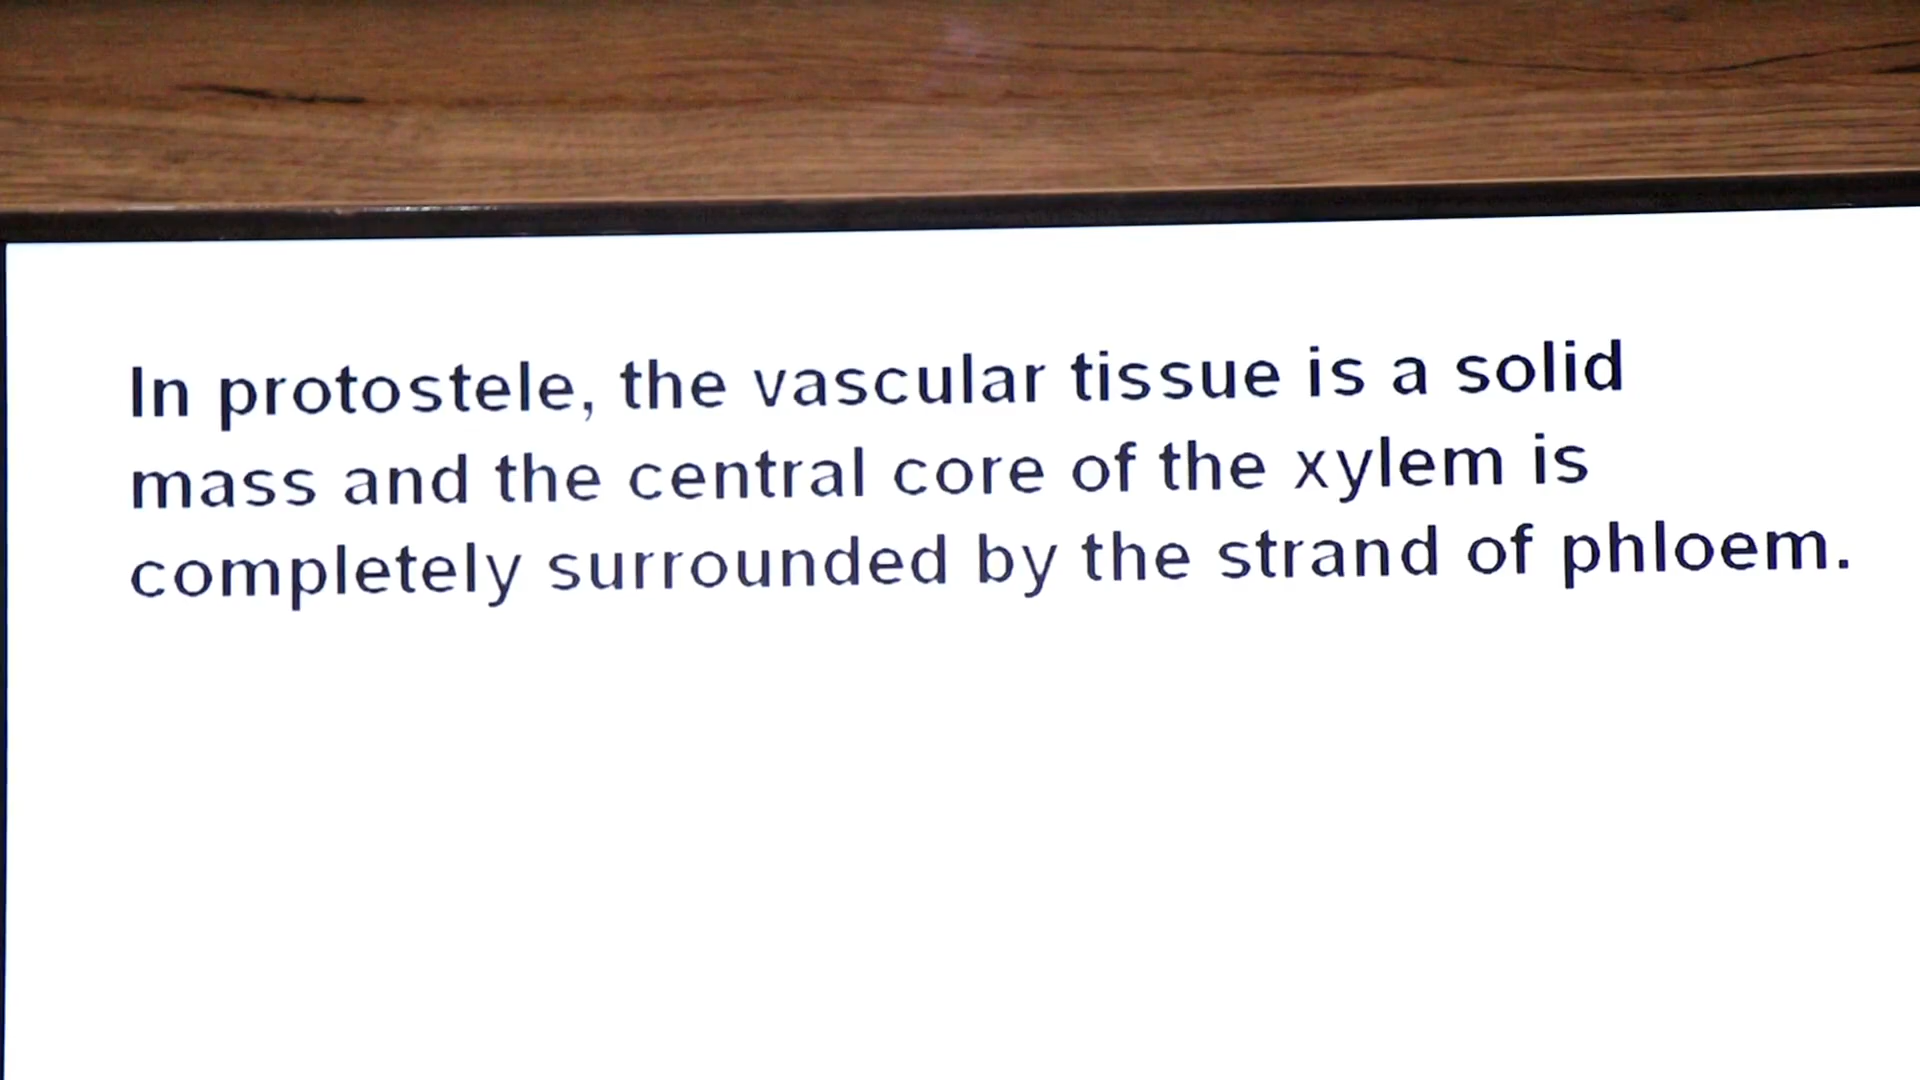 In protostele, the vascular tissue is a solid
mass and the central core of the xylem is
completely surrounded by the strand of phloem.